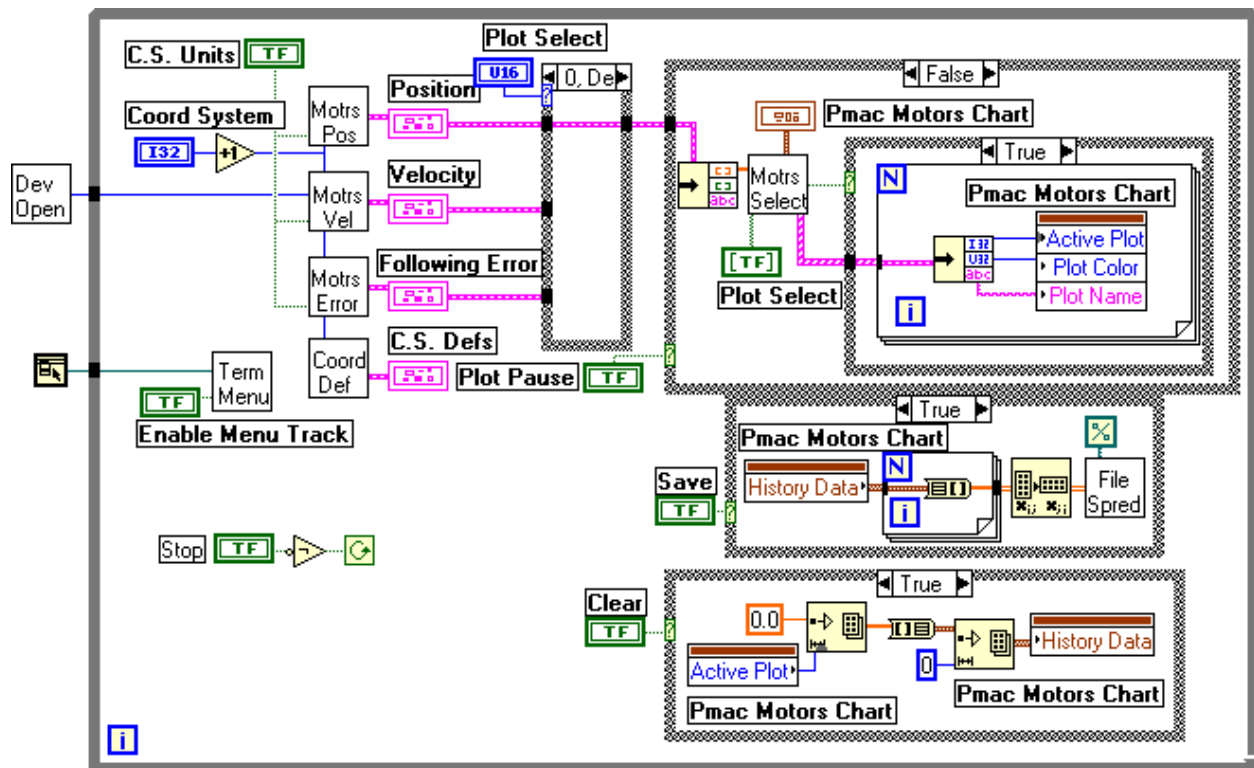 Plot Select
C.S. Units
TF
U16
0, De
False
Position
Motrs
Pos
Coord System
I32
+1
Pmac Motors Chart
True
Dev
Open
Velocity
Motrs
Vel
Motrs
Select
abc
N
Pmac Motors Chart
I32
U32
abc
Active Plot
Plot Color
Plot Name
[TF]
Plot Select
i
Following Error
Motrs
Error
C.S. Defs
Coord
Def
Plot Pause
TF
Term
Menu
TF
Enable Menu Track
True
Pmac Motors Chart
N
History Data
i
File
Spred
Save
TF
Stop
TF
True
Clear
TF
0.0
Active Plot
Pmac Motors Chart
0
History Data
Pmac Motors Chart
i